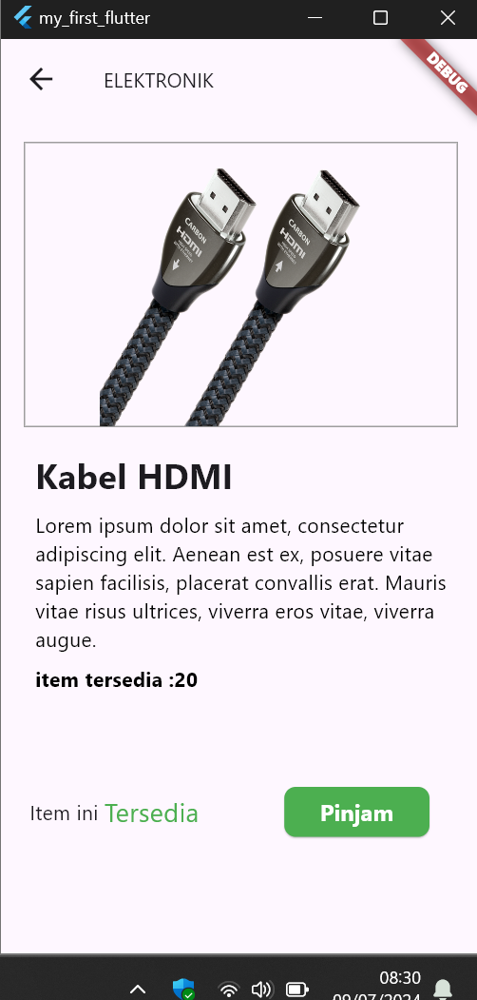 my_first_flutter
DEBUG
ELEKTRONIK
CARBON
HDMI
CARBON
HDMI
Kabel HDMI
Lorem ipsum dolor sit amet, consectetur
adipiscing elit. Aenean est ex, posuere vitae
sapien facilisis, placerat convallis erat. Mauris
vitae risus ultrices, viverra eros vitae, viverra
augue.
item tersedia :20
Item ini Tersedia
Pinjam
08:30
09/07/2024